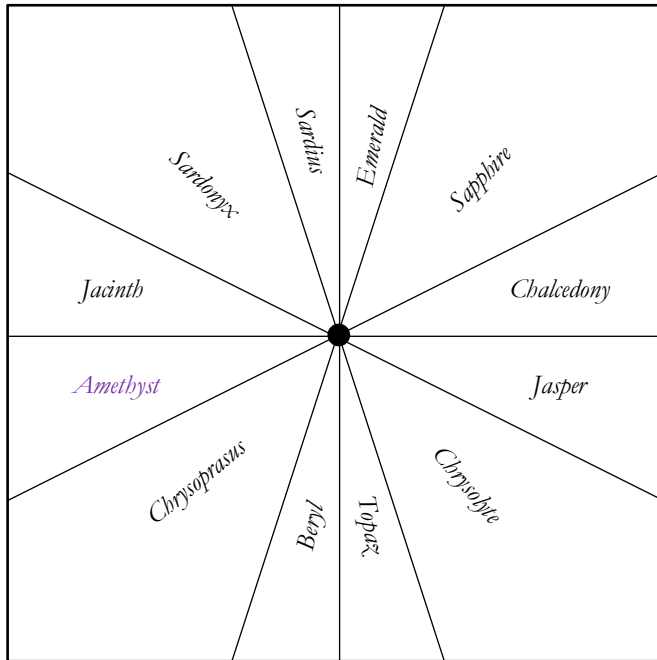 Sardius
Emerald
Sardonyx
Sapphire
Jacinth
Chalcedony
Amethyst
Jasper
Chrysoprasus
Chrysolyte
Beryl
Topaz